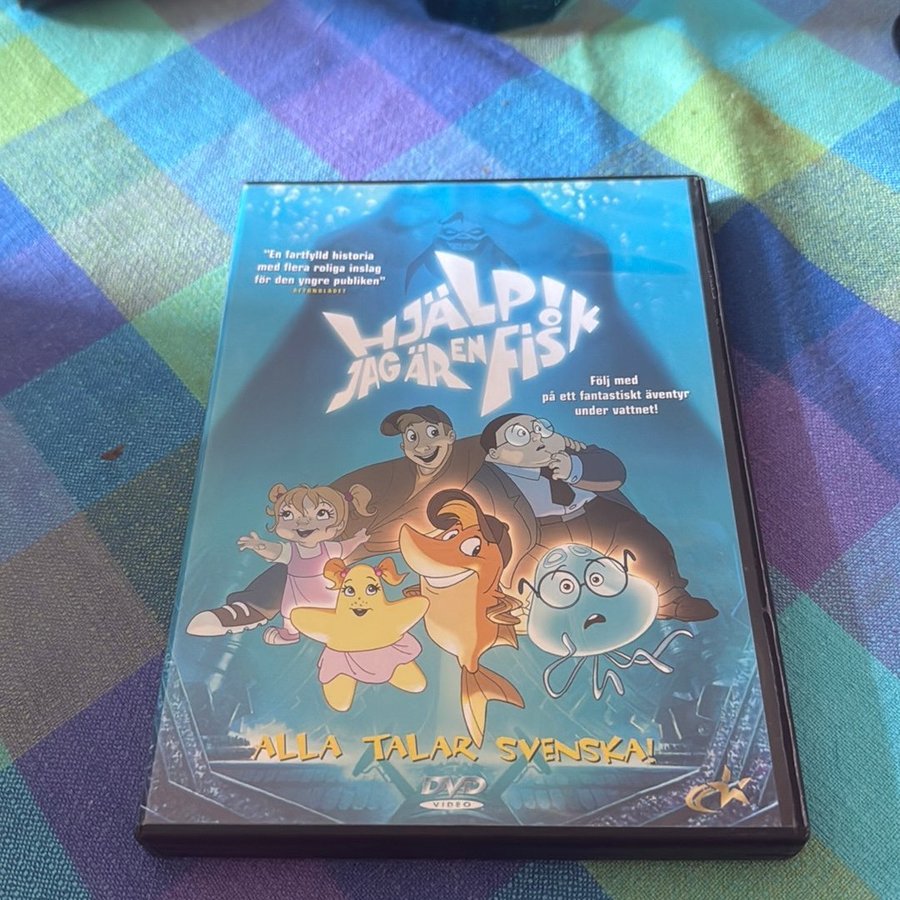 "En fartfylld historia
med flera roliga inslag
för den yngre publiken"
AFTONBLADET
HJÄLP!
JAG ÄR EN FISK
Följ med
på ett fantastiskt äventyr
under vattnet!
ALLA TALAR SVENSKA!
DVD
VIDEO